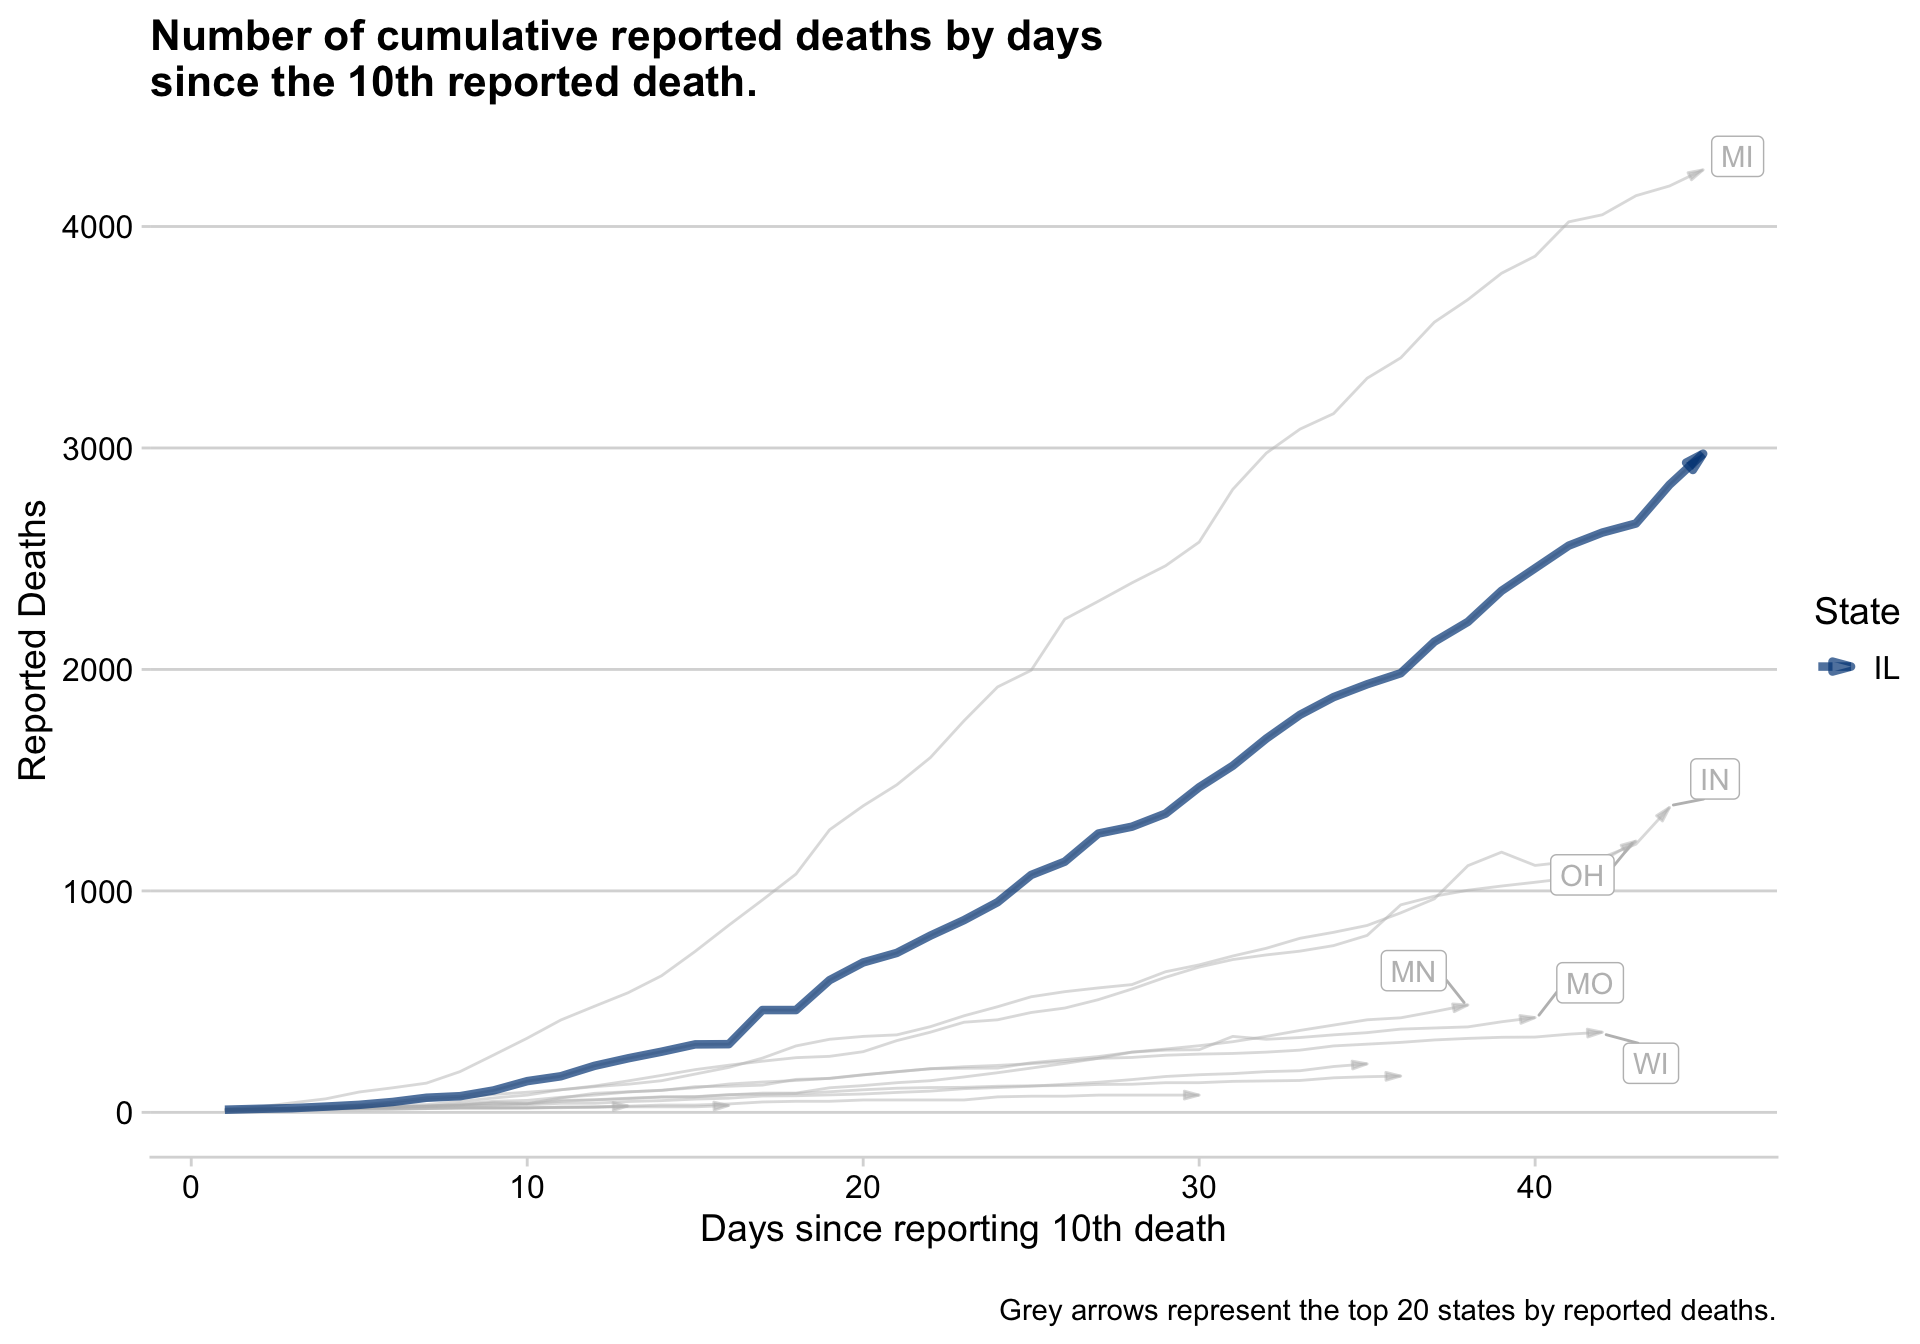 Number of cumulative reported deaths by days
since the 10th reported death.
MI
4000
3000
2000
1000
0
Reported Deaths
IN
OH
MN
MO
WI
State
IL
0 10 20 30 40
Days since reporting 10th death
Grey arrows represent the top 20 states by reported deaths.